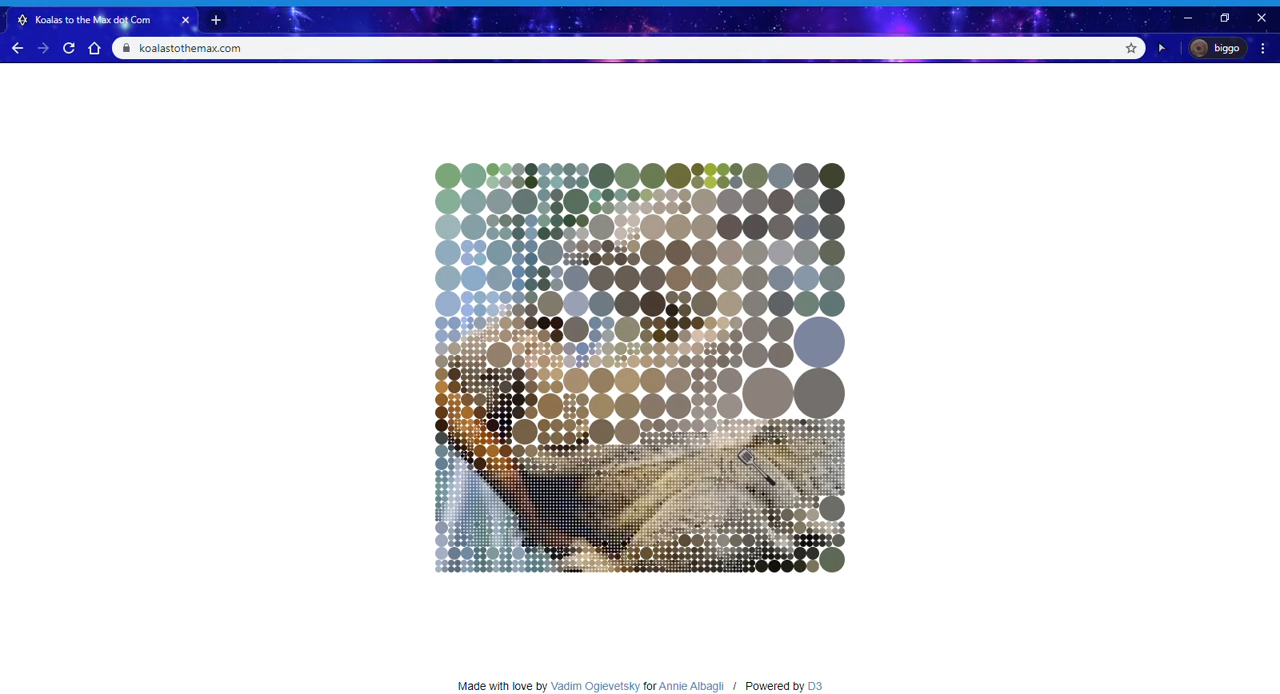 Koalas to the Max dot Com
koalastothemax.com
biggo
Made with love by Vadim Ogievetsky for Annie Albagli / Powered by D3